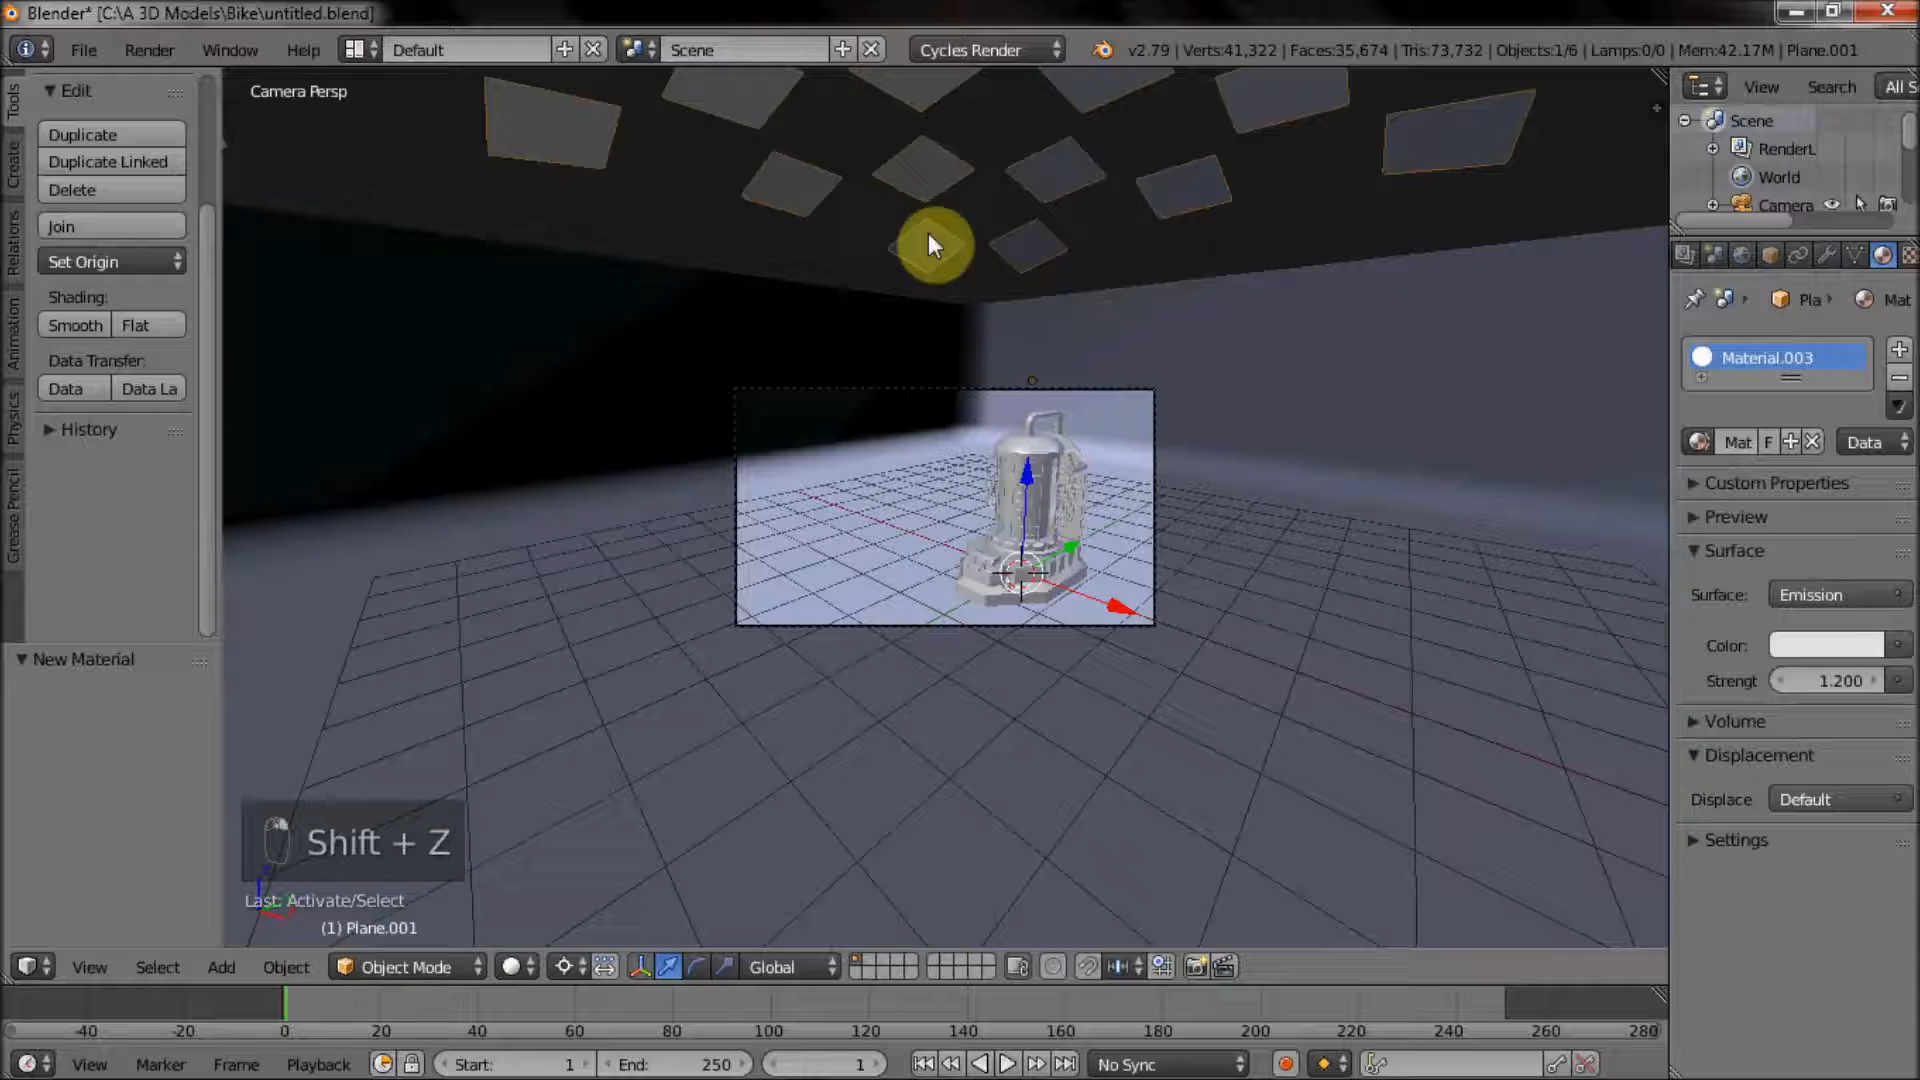 Blender* [C:\A 3D Models\Bike\untitled.blend]
File Render Window Help Default Scene Cycles Render v2.79 | Verts:41,322 | Faces:35,674 | Tris:73,732 | Objects:1/6 | Lamps:0/0 | Mem:42.17M | Plane.001
Tools
Create
Relations
Animation
Physics
Grease Pencil
Edit
Duplicate
Duplicate Linked
Delete
Join
Set Origin
Shading:
Smooth Flat
Data Transfer:
Data Data La
History
New Material
Camera Persp
Shift + Z
Last: Activate/Select
(1) Plane.001
View Search All S
Scene
RenderL
World
Camera
Pla Mat
Material.003
Mat F Data
Custom Properties
Preview
Surface
Surface: Emission
Color:
Strengt 1.200
Volume
Displacement
Displace Default
Settings
View Select Add Object Object Mode Global
-40 -20 0 20 40 60 80 100 120 140 160 180 200 220 240 260 280
View Marker Frame Playback Start: 1 End: 250 1 No Sync